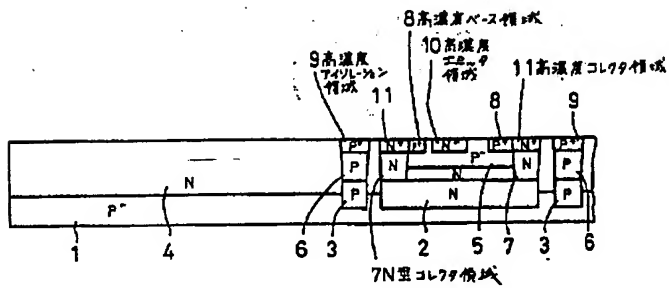 8高濃度ベース領域
9高濃度
アイソレーション
領域
10高濃度
エミッタ
領域
11高濃度コレクタ領域
11
8
9
P⁺ N⁺ P⁺ N⁺ P⁺ N⁺ P⁺
P N P⁻ N P
N
N
P N P
P⁻
1
4
6
3
2
5
7
3
6
7N型コレクタ領域